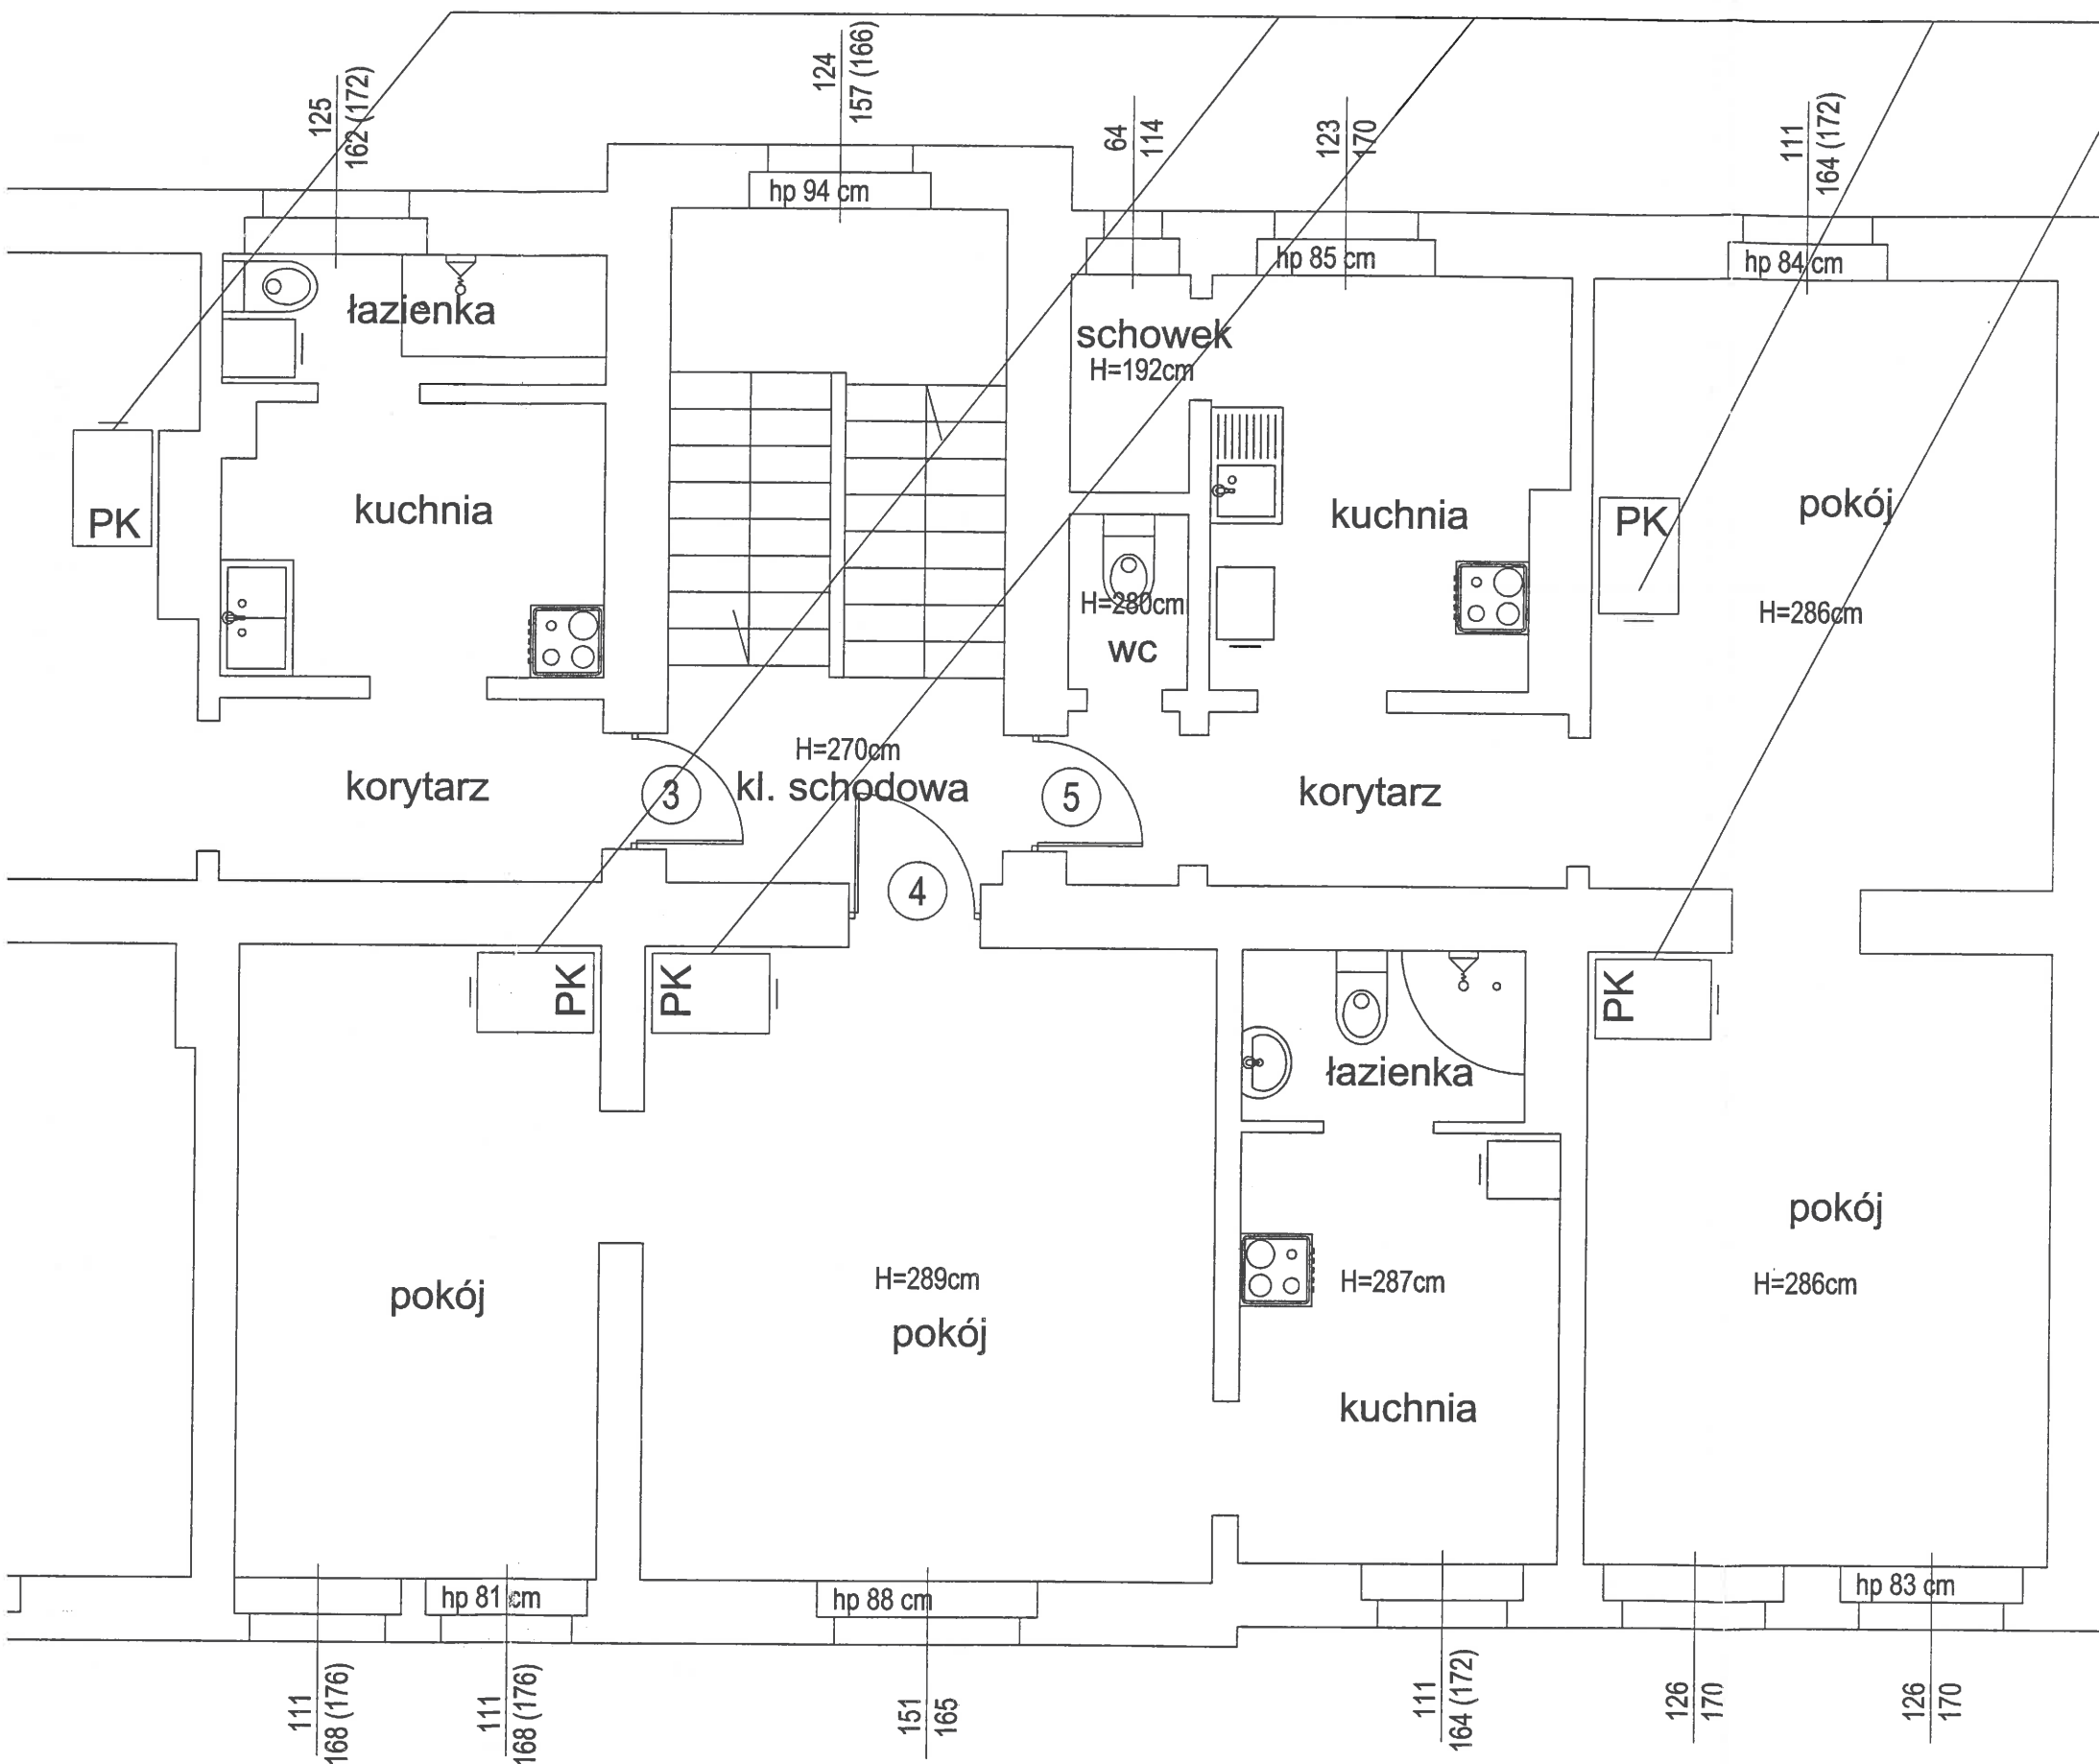 125
162 (172)
124
157 (166)
64
114
123
170
111
164 (172)
hp 94 cm
hp 85 cm
hp 84 cm
łazienka
schowek
H=192cm
PK
kuchnia
kuchnia
PK
pokój
H=280cm
wc
H=286cm
H=270cm
korytarz
3
kl. schodowa
5
korytarz
4
PK
PK
PK
łazienka
pokój
H=289cm
pokój
H=287cm
kuchnia
pokój
H=286cm
hp 81 cm
hp 88 cm
hp 83 cm
111
168 (176)
111
168 (176)
151
165
111
164 (172)
126
170
126
170